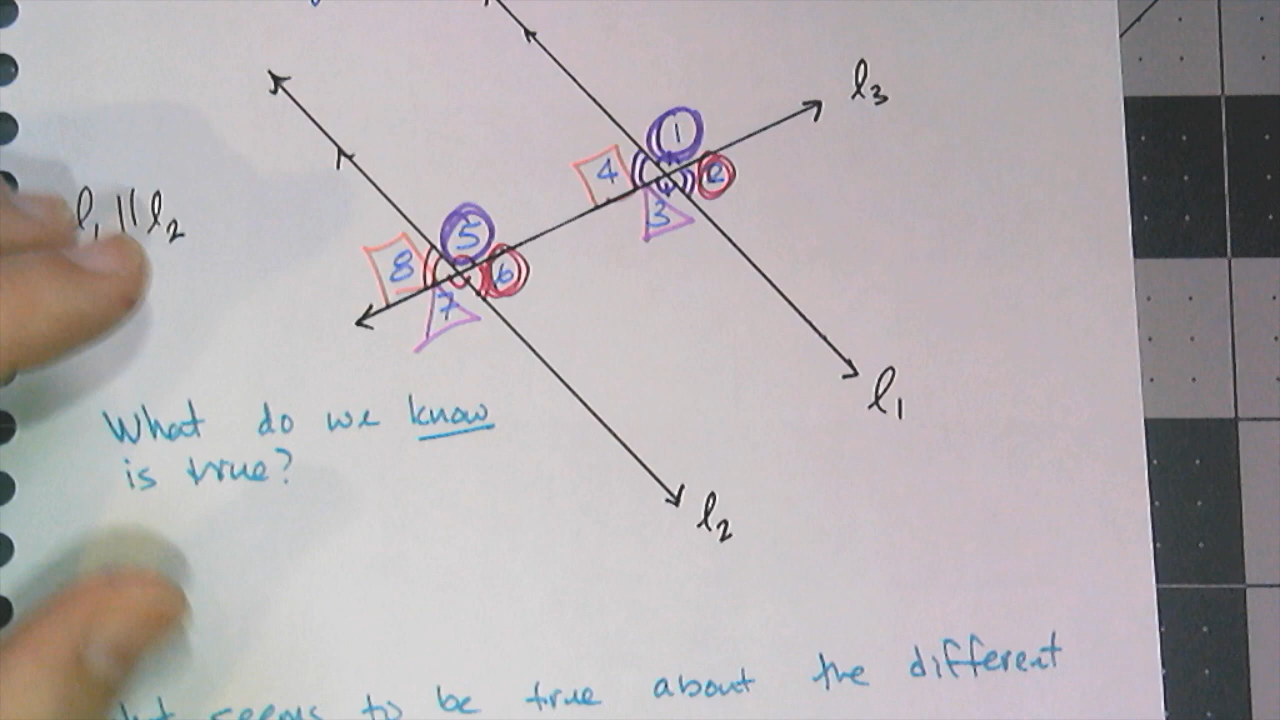 l₃
1
4 2
3
l₁ || l₂
5
8 6
7
l₁
What do we know
is true?
l₂
seems to be true about the different